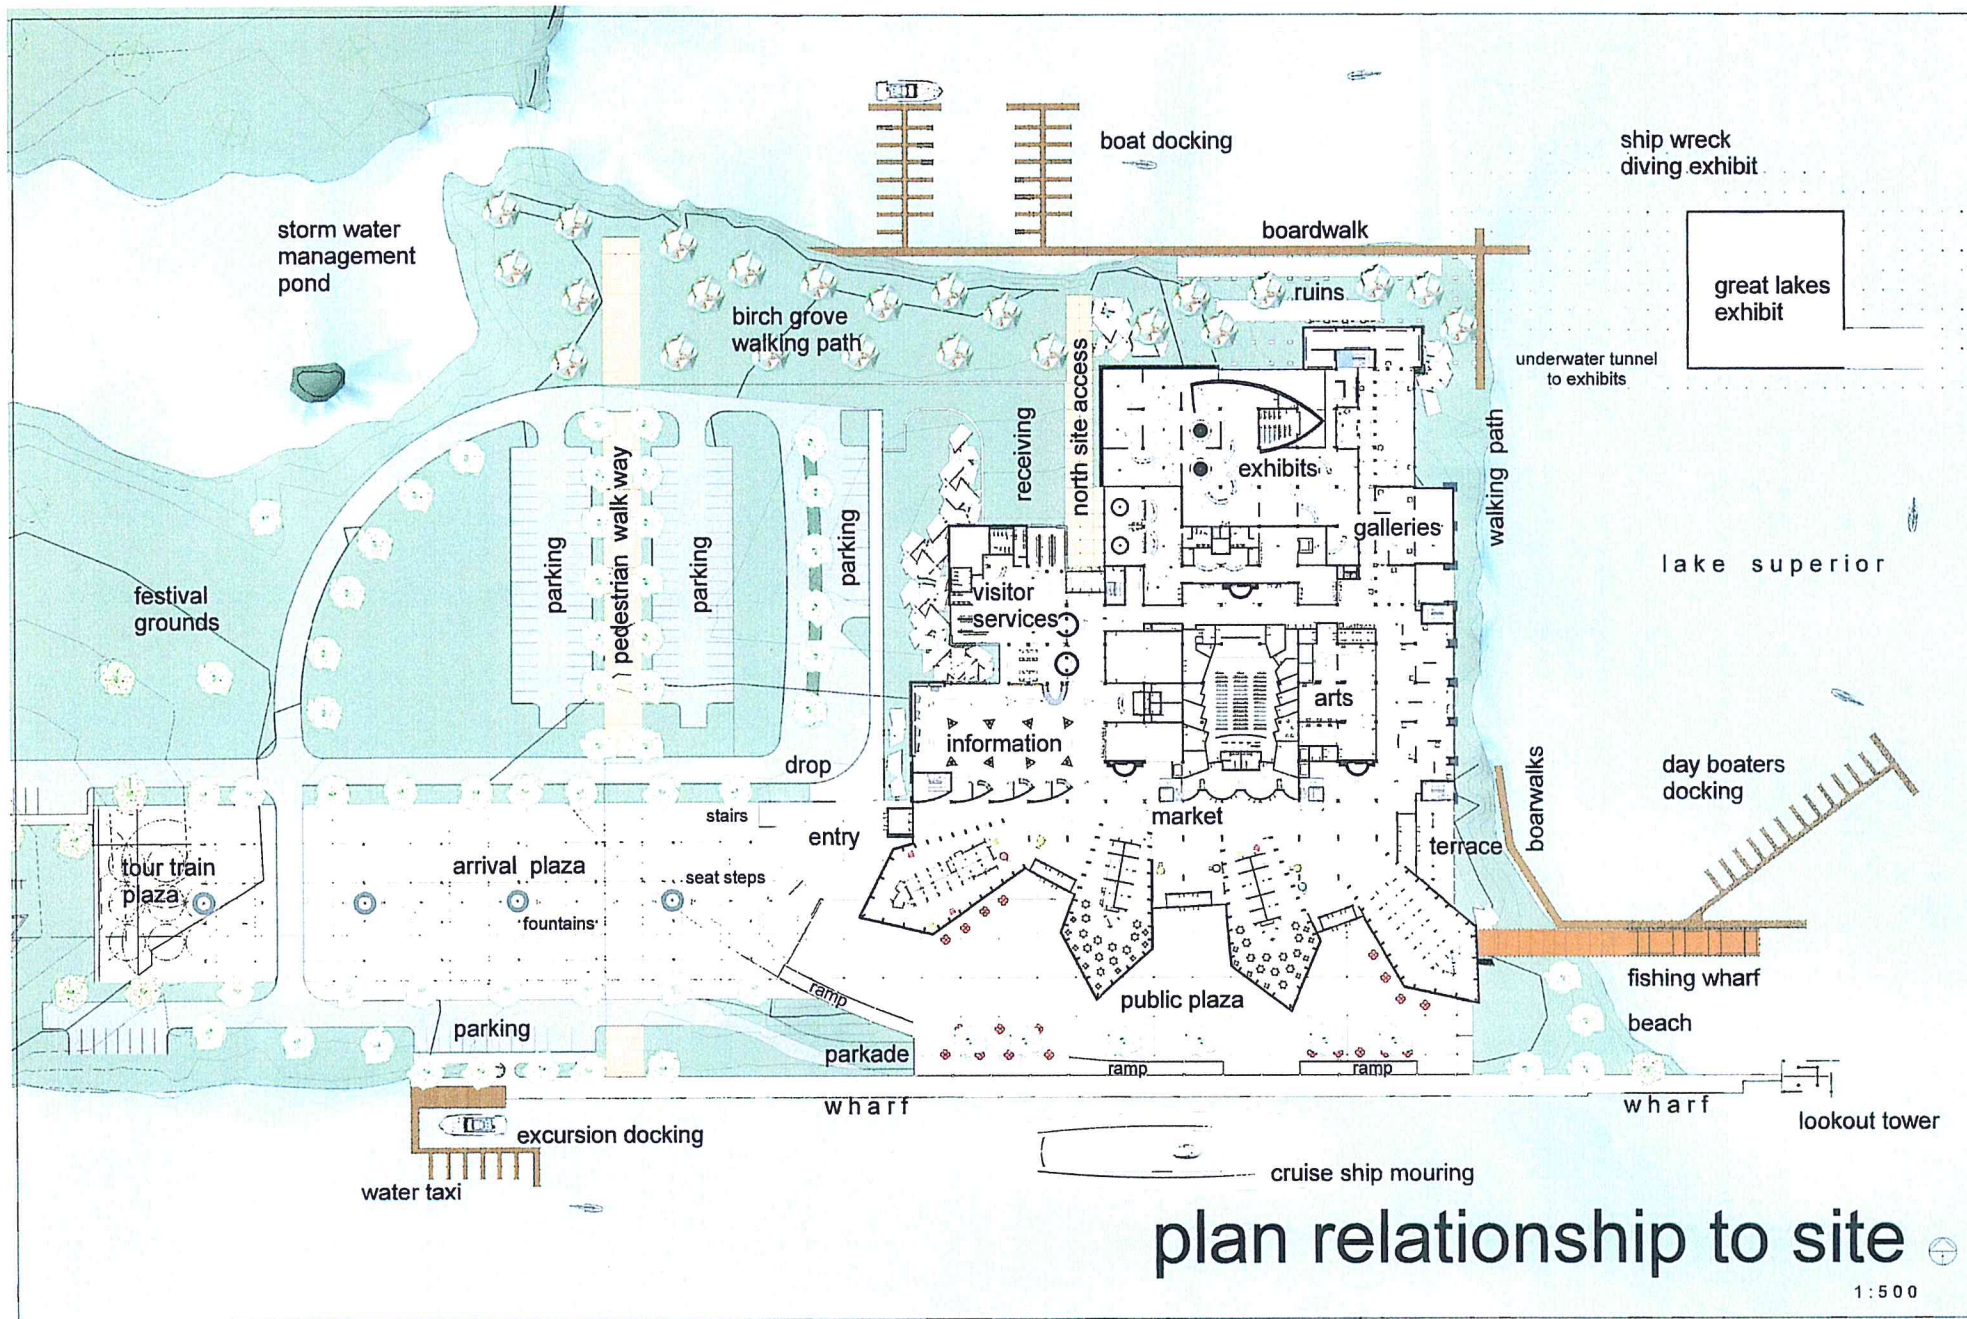 boat docking
ship wreck
diving exhibit
storm water
management
pond
boardwalk
great lakes
exhibit
ruins
birch grove
walking path
underwater tunnel
to exhibits
north site access
receiving
walking path
exhibits
pedestrian walk way
parking
parking
parking
galleries
lake superior
festival
grounds
visitor
services
arts
information
drop
boarwalks
day boaters
docking
stairs
entry
market
terrace
tour train
plaza
arrival plaza
seat steps
fountains
fishing wharf
ramp
public plaza
beach
parking
parkade
ramp
ramp
wharf
wharf
lookout tower
excursion docking
cruise ship mouring
water taxi
plan relationship to site
1:500